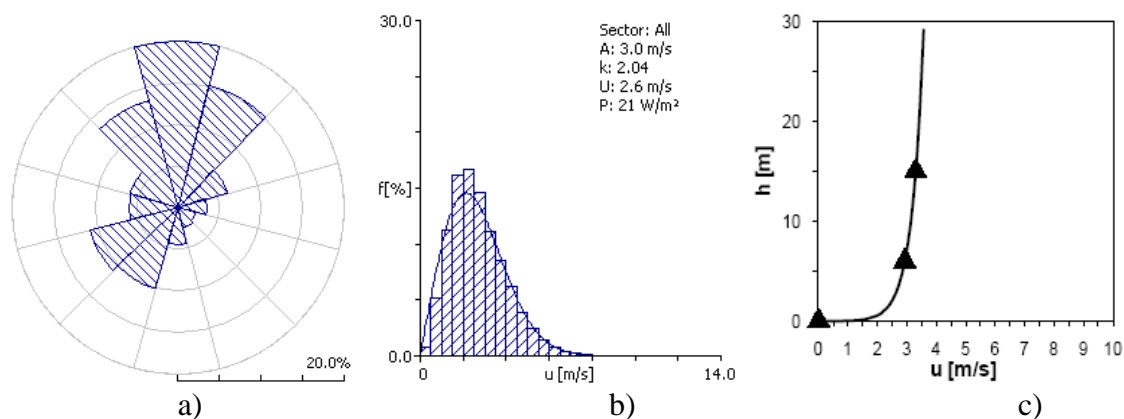 20.0%
a)
30.0
Sector: All
A: 3.0 m/s
k: 2.04
U: 2.6 m/s
P: 21 W/m²
f[%]
0.0
0 u [m/s] 14.0
b)
30
20
h [m]
10
0
0 1 2 3 4 5 6 7 8 9 10
u [m/s]
c)